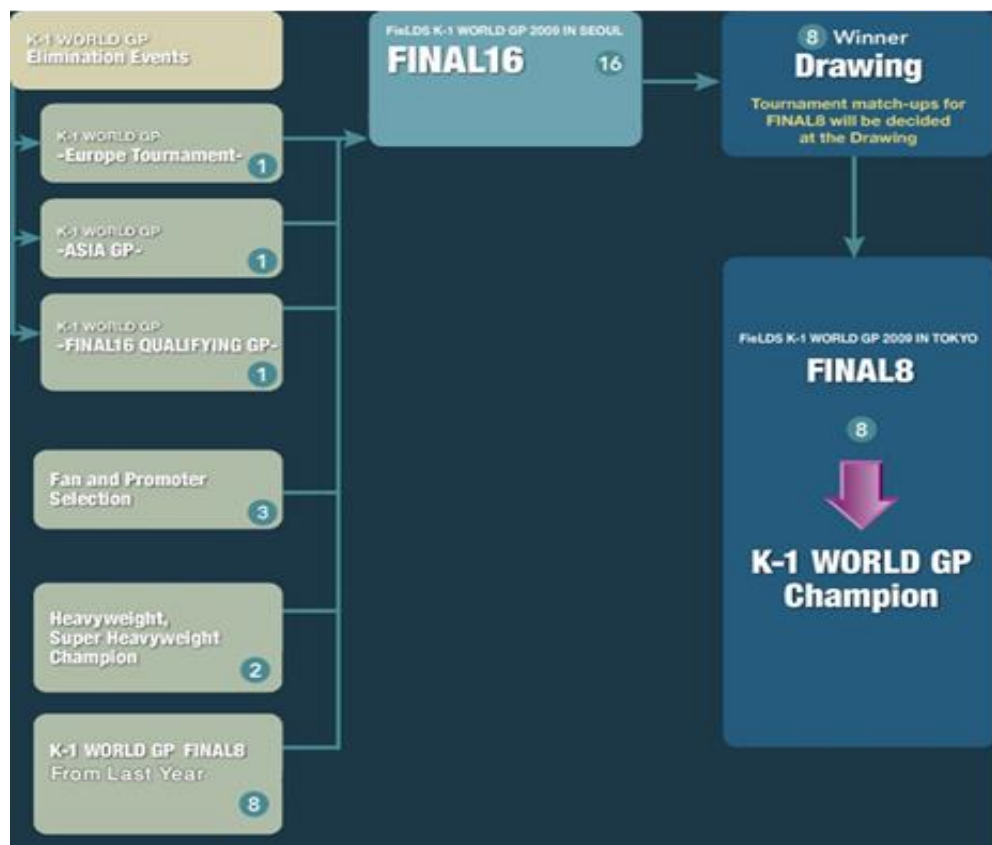 K-1 WORLD GP
Elimination Events
K-1 WORLD GP
-Europe Tournament-
1
K-1 WORLD GP
-ASIA GP-
1
K-1 WORLD GP
-FINAL16 QUALIFYING GP-
1
Fan and Promoter
Selection
3
Heavyweight,
Super Heavyweight
Champion
2
K-1 WORLD GP FINAL8
From Last Year
8
FieLDS K-1 WORLD GP 2009 IN SEOUL
FINAL16 16
8 Winner
Drawing
Tournament match-ups for
FINAL8 will be decided
at the Drawing
FieLDS K-1 WORLD GP 2009 IN TOKYO
FINAL8
8
K-1 WORLD GP
Champion